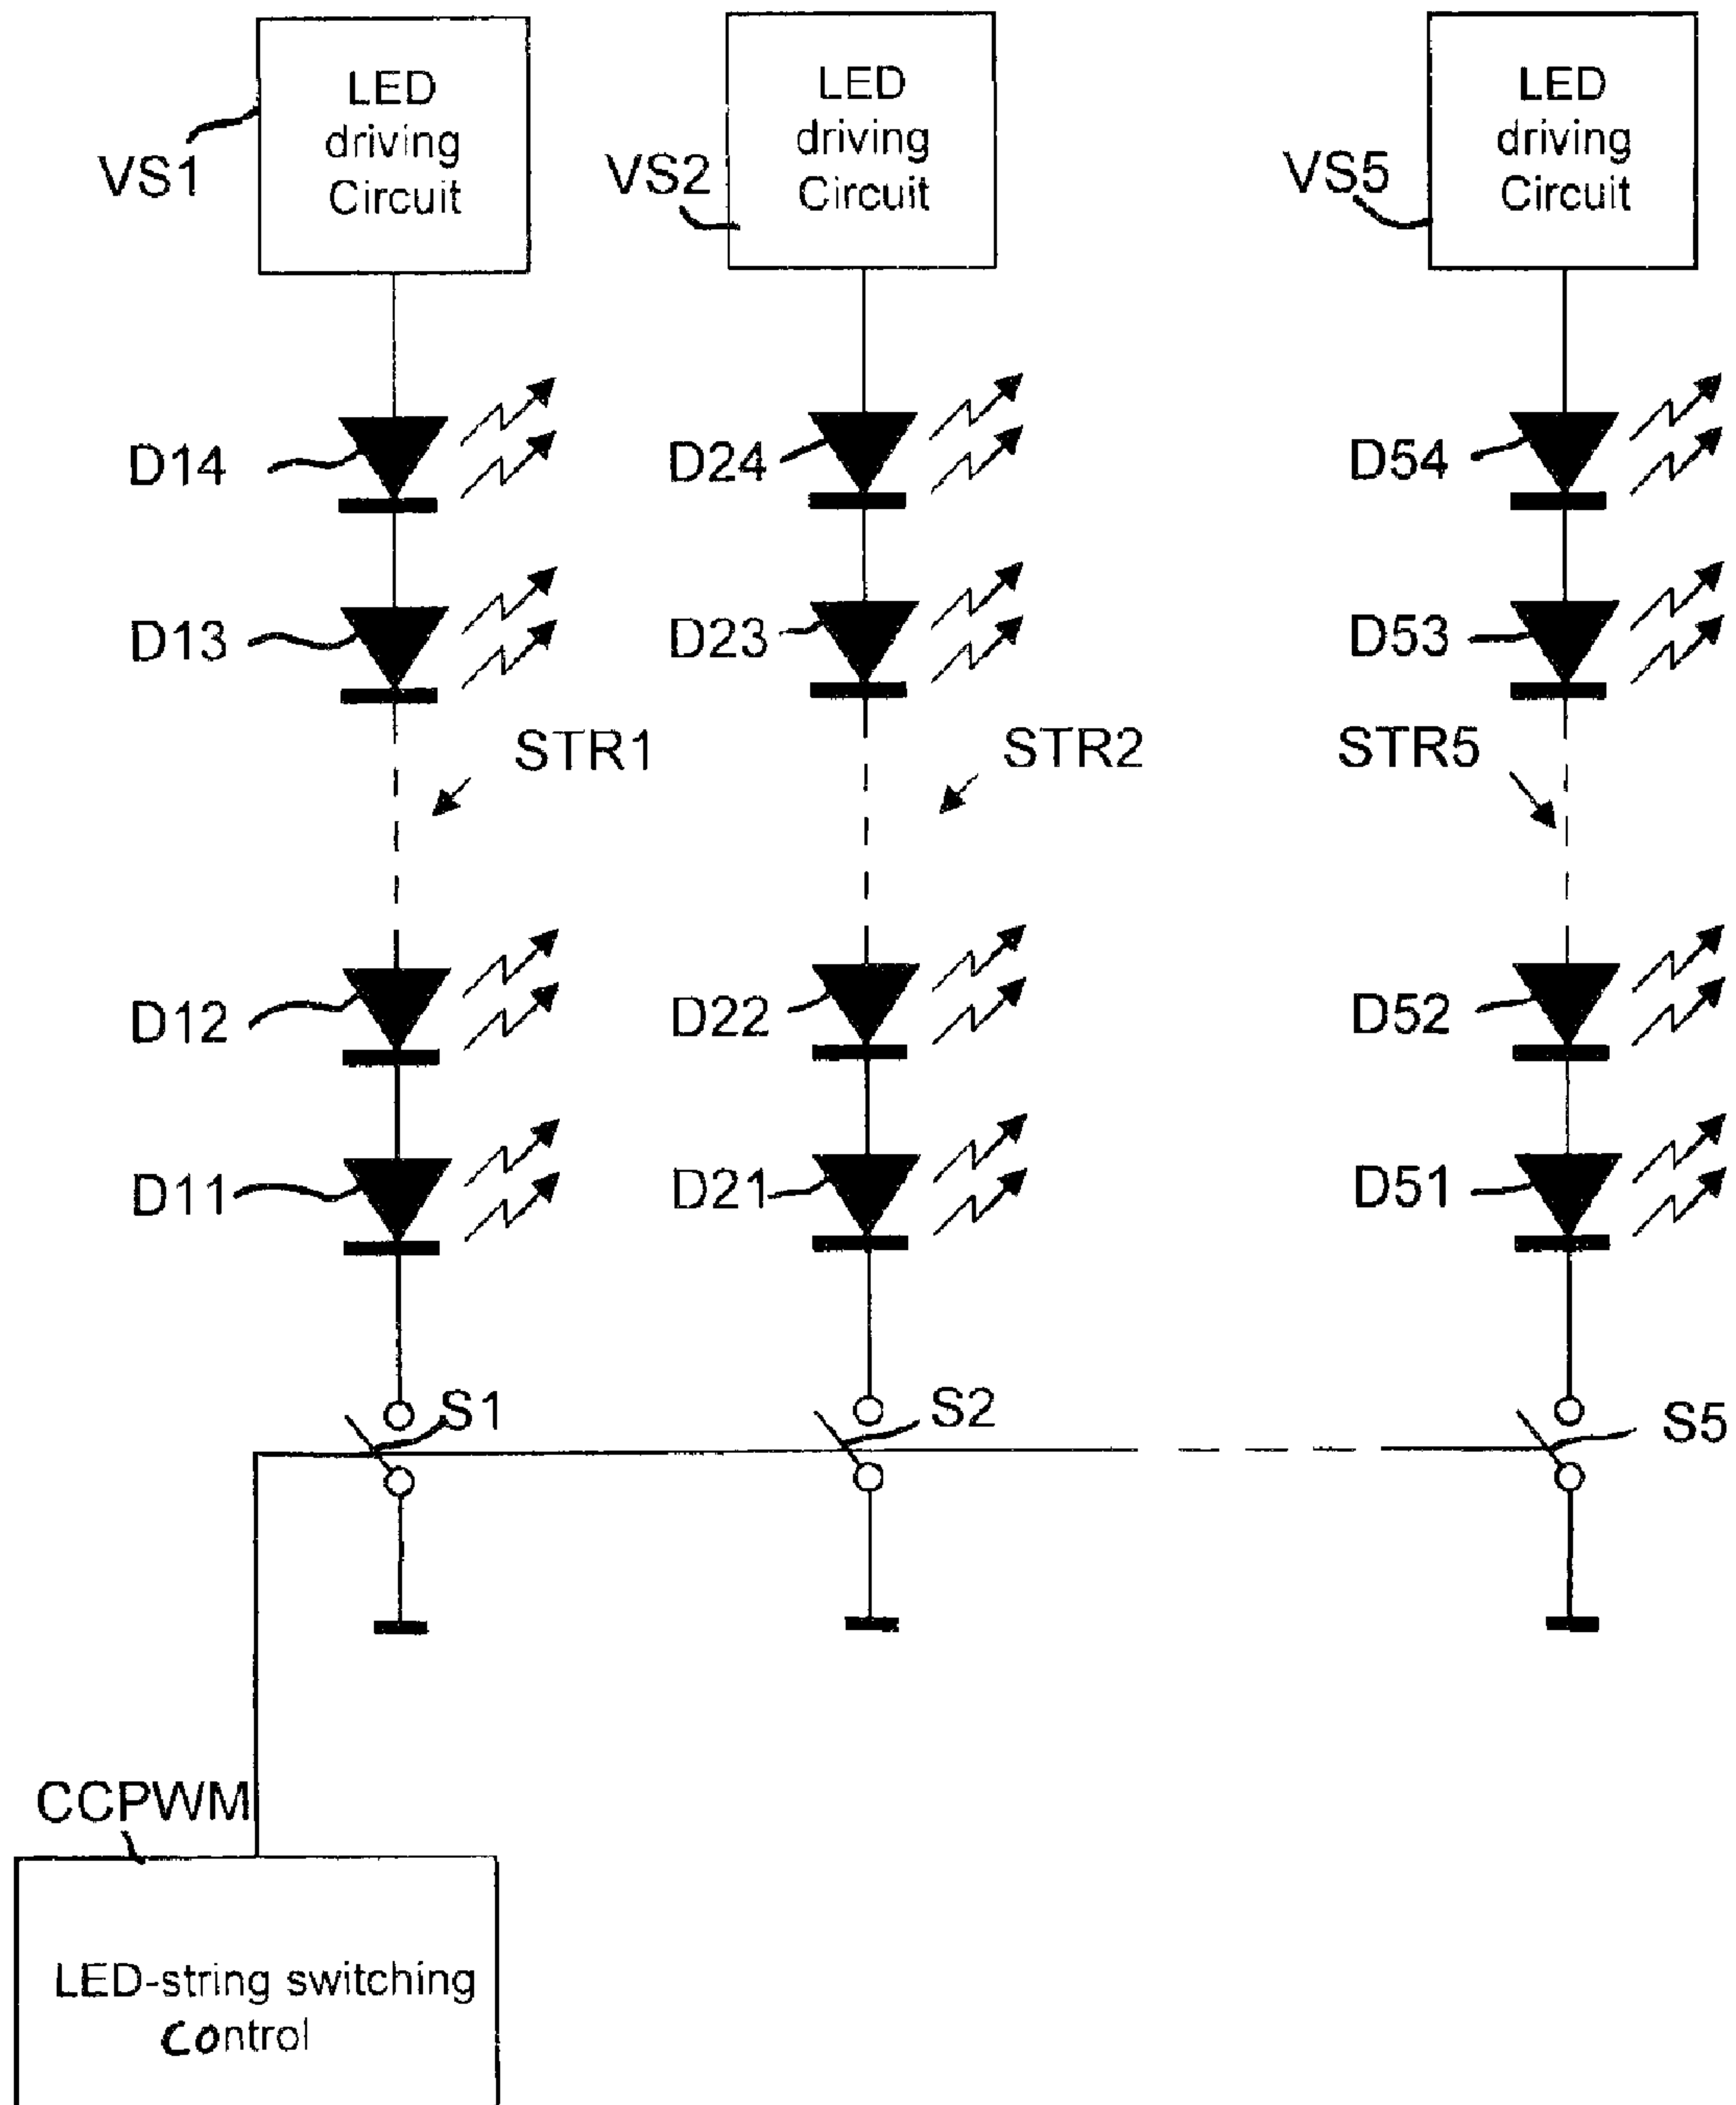 LED
driving
Circuit
VS1
LED
driving
Circuit
VS2
LED
driving
Circuit
VS5
D14
D24
D54
D13
D23
D53
STR1
STR2
STR5
D12
D22
D52
D11
D21
D51
S1
S2
S5
CCPWM
LED-string switching
control